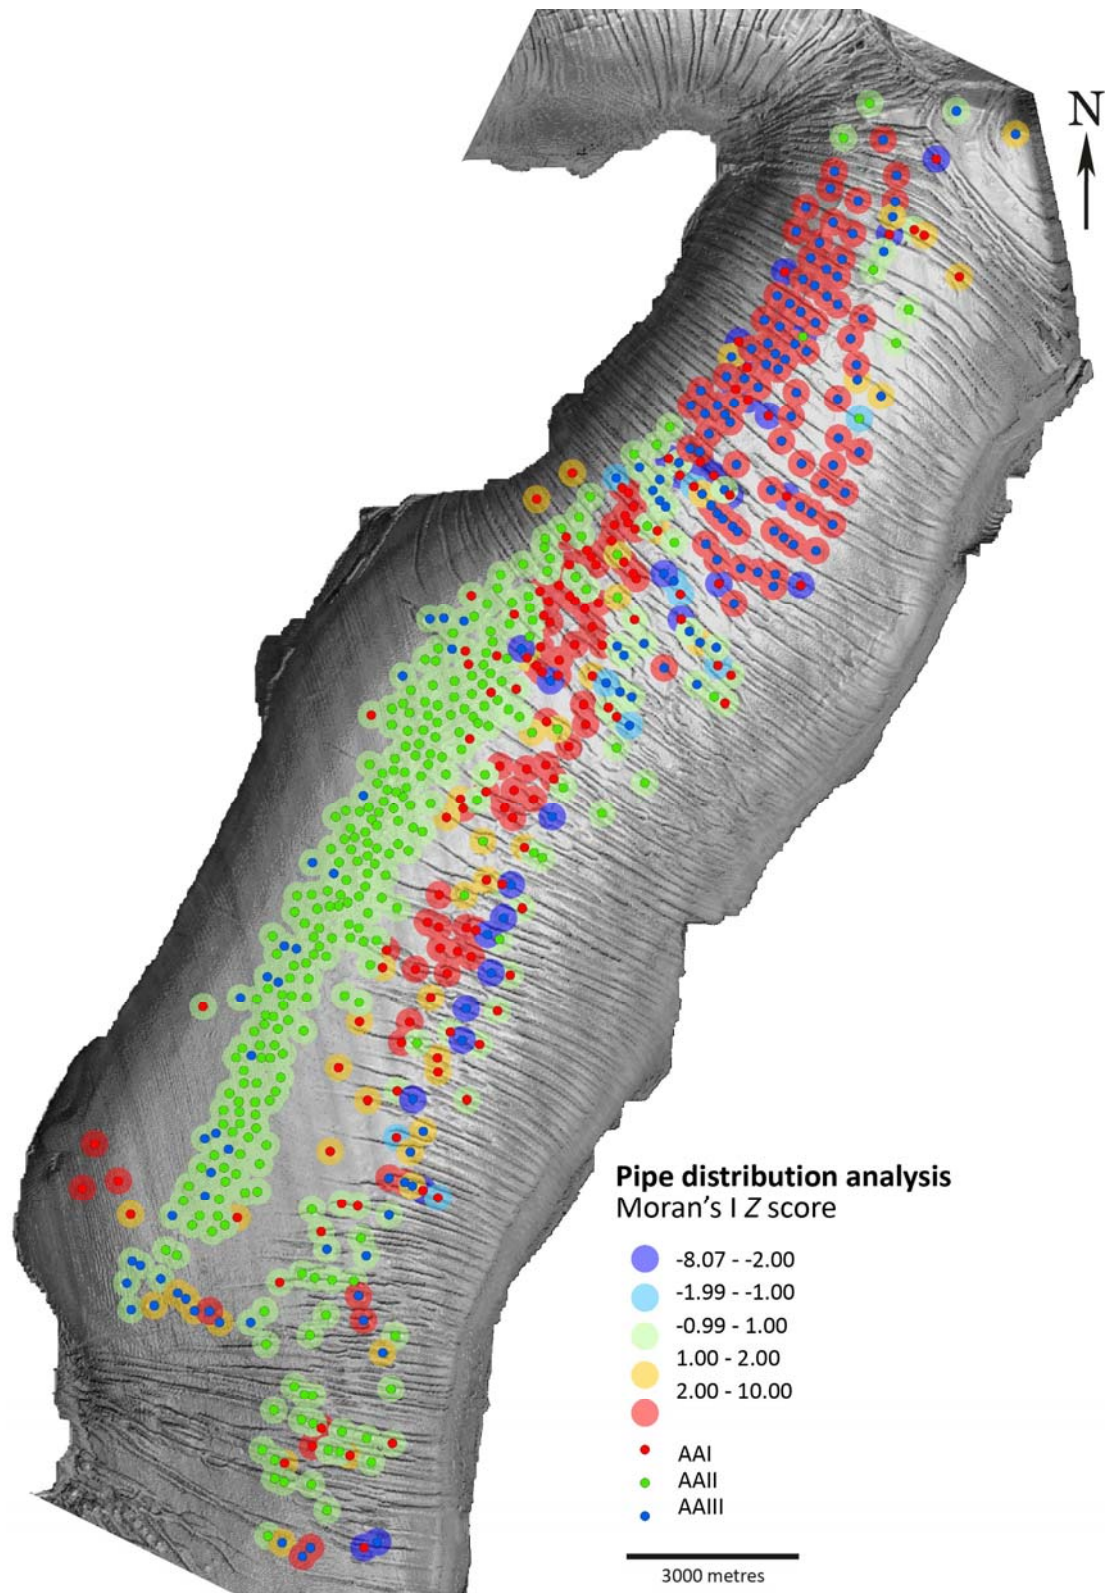 N
Pipe distribution analysis
Moran's I Z score
-8.07 - -2.00
-1.99 - -1.00
-0.99 - 1.00
1.00 - 2.00
2.00 - 10.00
AAI
AAII
AAIII
3000 metres